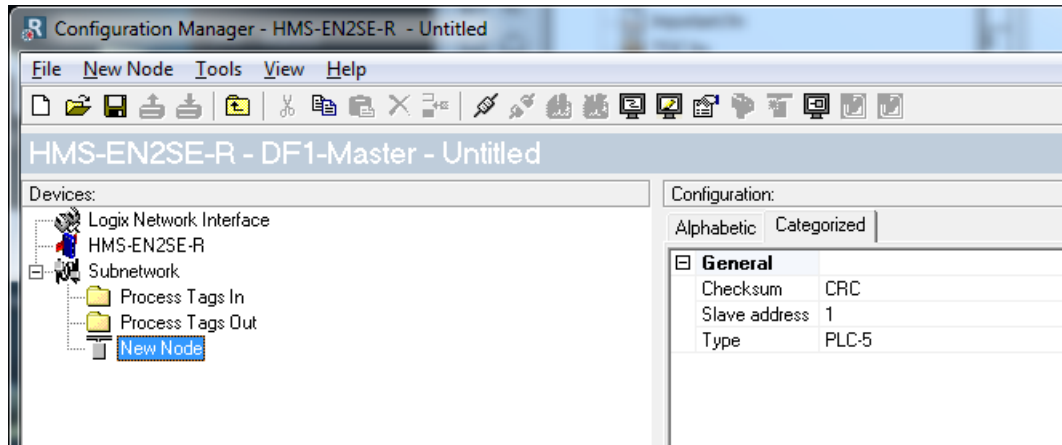 Configuration Manager - HMS-EN2SE-R - Untitled
File New Node Tools View Help
HMS-EN2SE-R - DF1-Master - Untitled
Devices:
Logix Network Interface
HMS-EN2SE-R
Subnetwork
Process Tags In
Process Tags Out
New Node
Configuration:
Alphabetic Categorized
General
Checksum CRC
Slave address 1
Type PLC-5